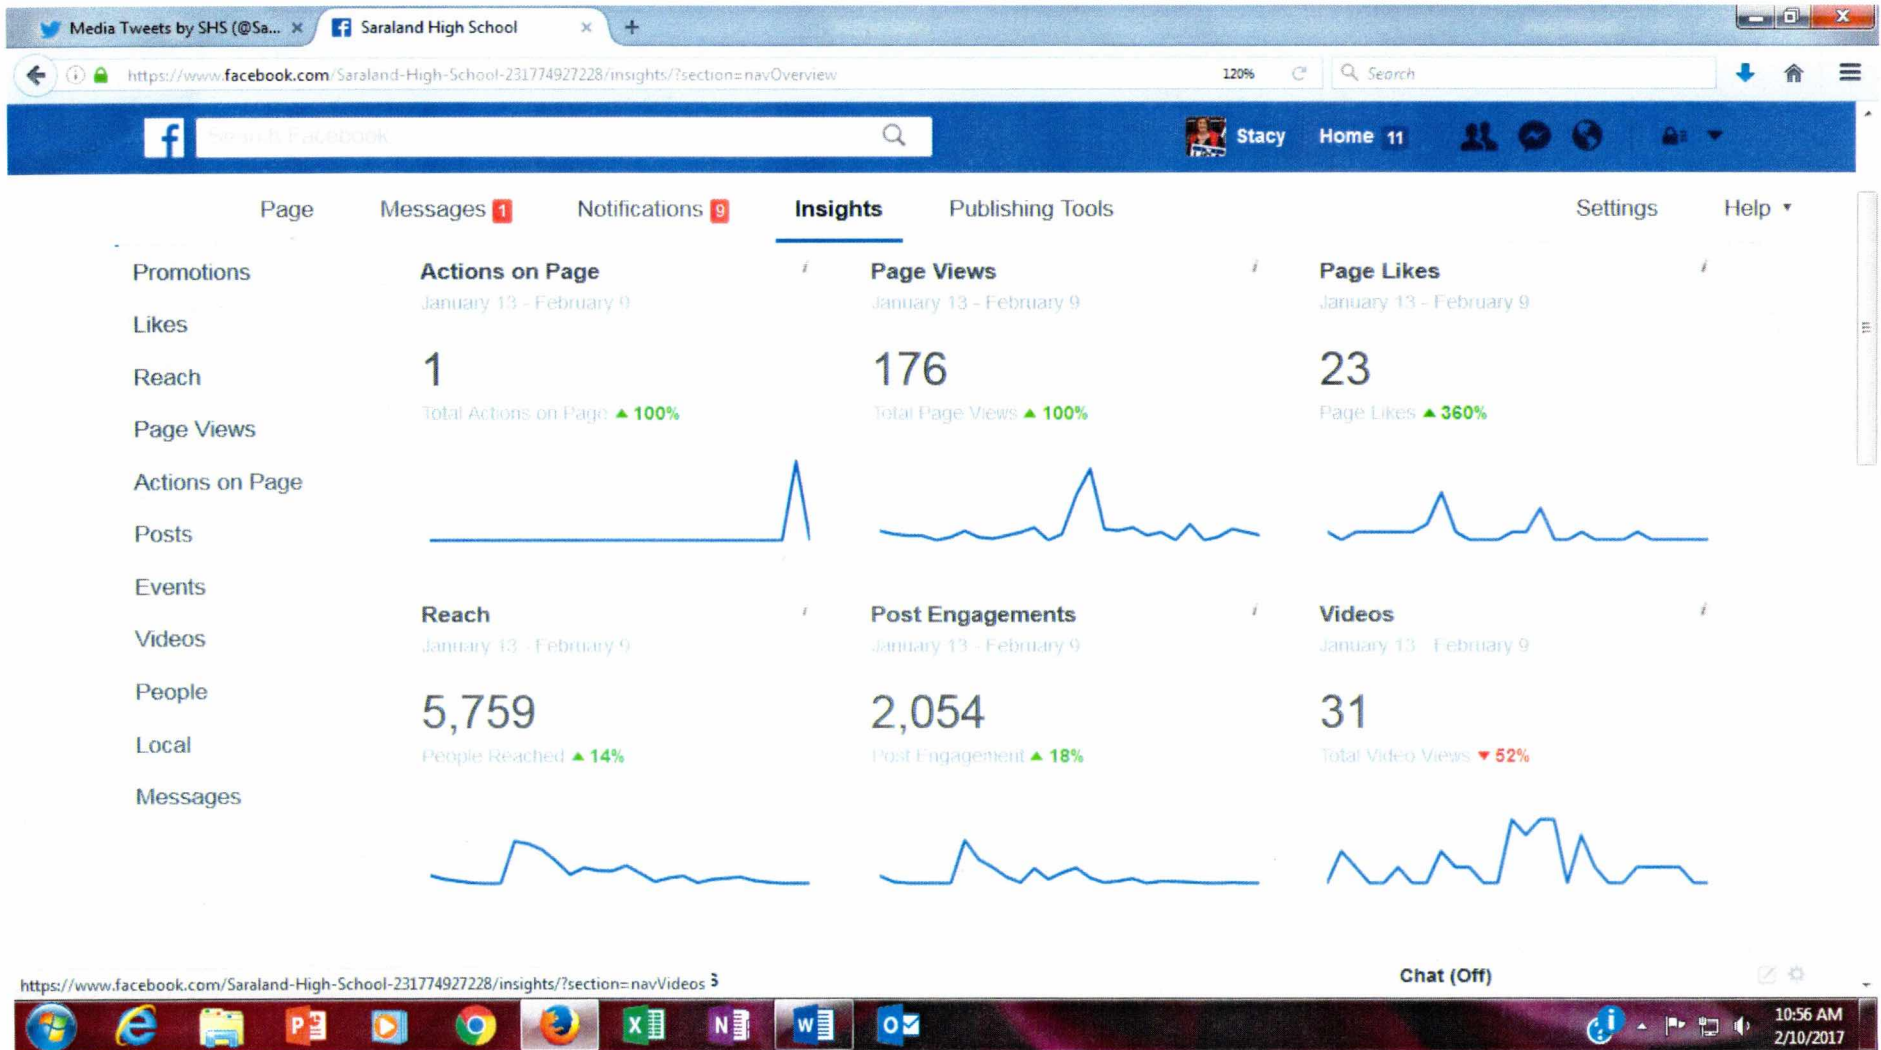 Media Tweets by SHS (@Sa... × Saraland High School × +
https://www.facebook.com/Saraland-High-School-231774927228/insights/?section=navOverview 120% Search
f Search Facebook Stacy Home 11
Page Messages 1 Notifications 9 Insights Publishing Tools Settings Help
Promotions
Likes
Reach
Page Views
Actions on Page
Posts
Events
Videos
People
Local
Messages
Actions on Page i
January 13 - February 9
1
Total Actions on Page ▲ 100%
Page Views i
January 13 - February 9
176
Total Page Views ▲ 100%
Page Likes i
January 13 - February 9
23
Page Likes ▲ 360%
Reach i
January 13 - February 9
5,759
People Reached ▲ 14%
Post Engagements i
January 13 - February 9
2,054
Post Engagement ▲ 18%
Videos i
January 13 - February 9
31
Total Video Views ▼ 52%
https://www.facebook.com/Saraland-High-School-231774927228/insights/?section=navVideos s
Chat (Off)
10:56 AM
2/10/2017